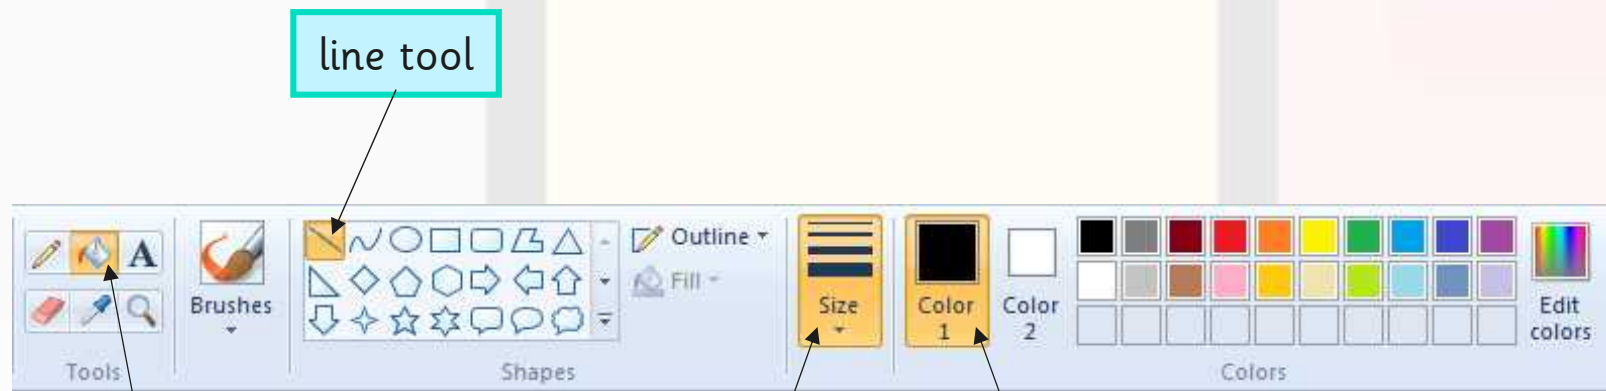 line tool
A
Outline
Fill
Brushes
Size
Color
1
Color
2
Edit
colors
Tools
Shapes
Colors